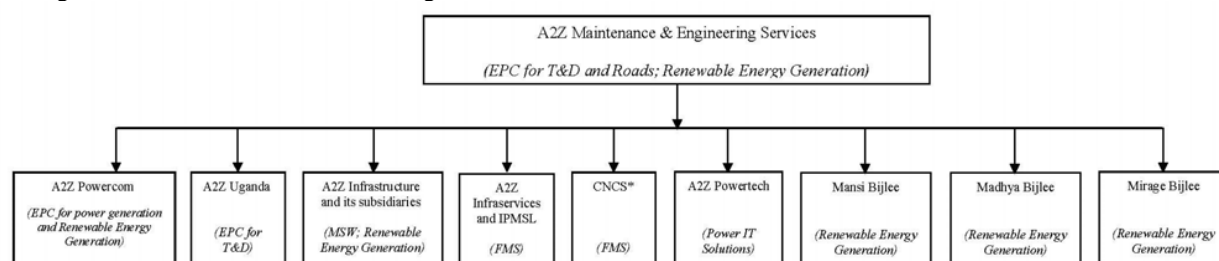 A2Z Maintenance & Engineering Services
(EPC for T&D and Roads; Renewable Energy Generation)
A2Z Powercom
(EPC for power generation
and Renewable Energy
Generation)
A2Z Uganda
(EPC for
T&D)
A2Z Infrastructure
and its subsidiaries
(MSW; Renewable
Energy Generation)
A2Z
Infraservices
and IPMSL
(FMS)
CNCS*
(FMS)
A2Z Powertech
(Power IT
Solutions)
Mansi Bijlee
(Renewable Energy
Generation)
Madhya Bijlee
(Renewable Energy
Generation)
Mirage Bijlee
(Renewable Energy
Generation)